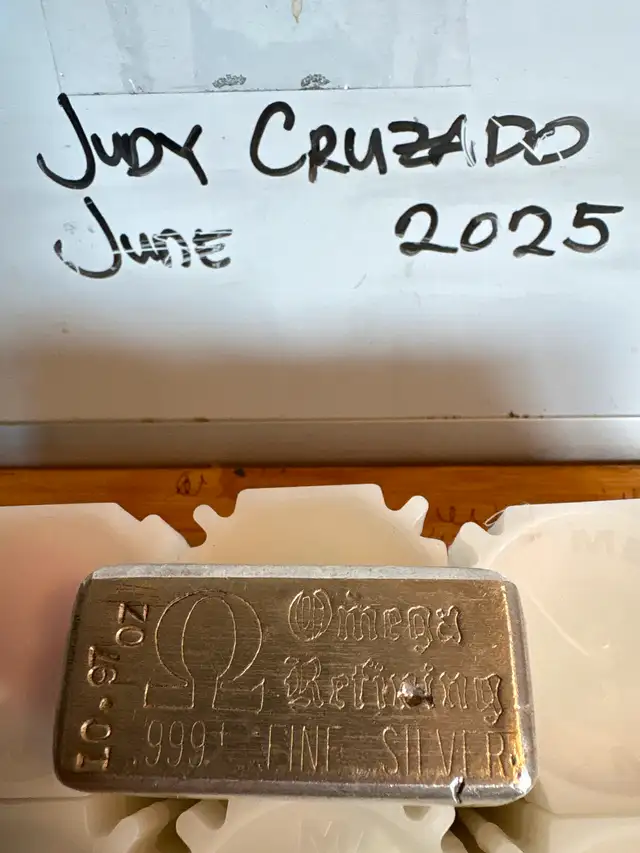 JUDY CRUZADO
JUNE 2025
Omega
Refining
.999+ FINE SILVER
10.97 OZ